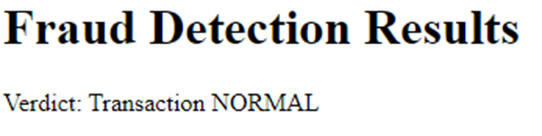 Fraud Detection Results
Verdict: Transaction NORMAL